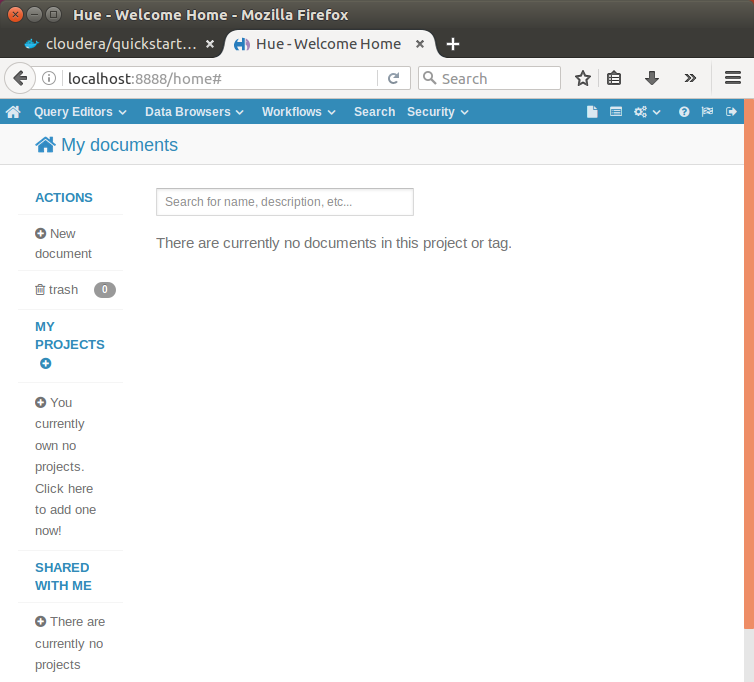 Hue - Welcome Home - Mozilla Firefox
cloudera/quickstart... Hue - Welcome Home
localhost:8888/home# Search
Query Editors Data Browsers Workflows Search Security
My documents
ACTIONS
New
document
trash 0
MY
PROJECTS
You
currently
own no
projects.
Click here
to add one
now!
SHARED
WITH ME
There are
currently no
projects
Search for name, description, etc...
There are currently no documents in this project or tag.